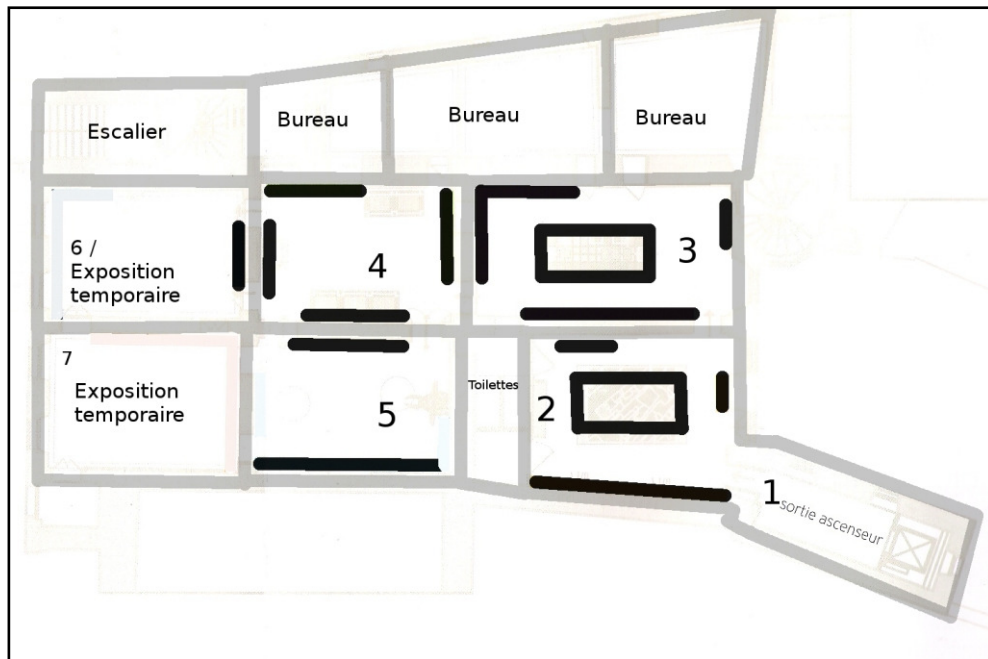 Escalier
Bureau
Bureau
Bureau
6 /
Exposition
temporaire
4
3
7
Exposition
temporaire
5
Toilettes
2
1
sortie ascenseur